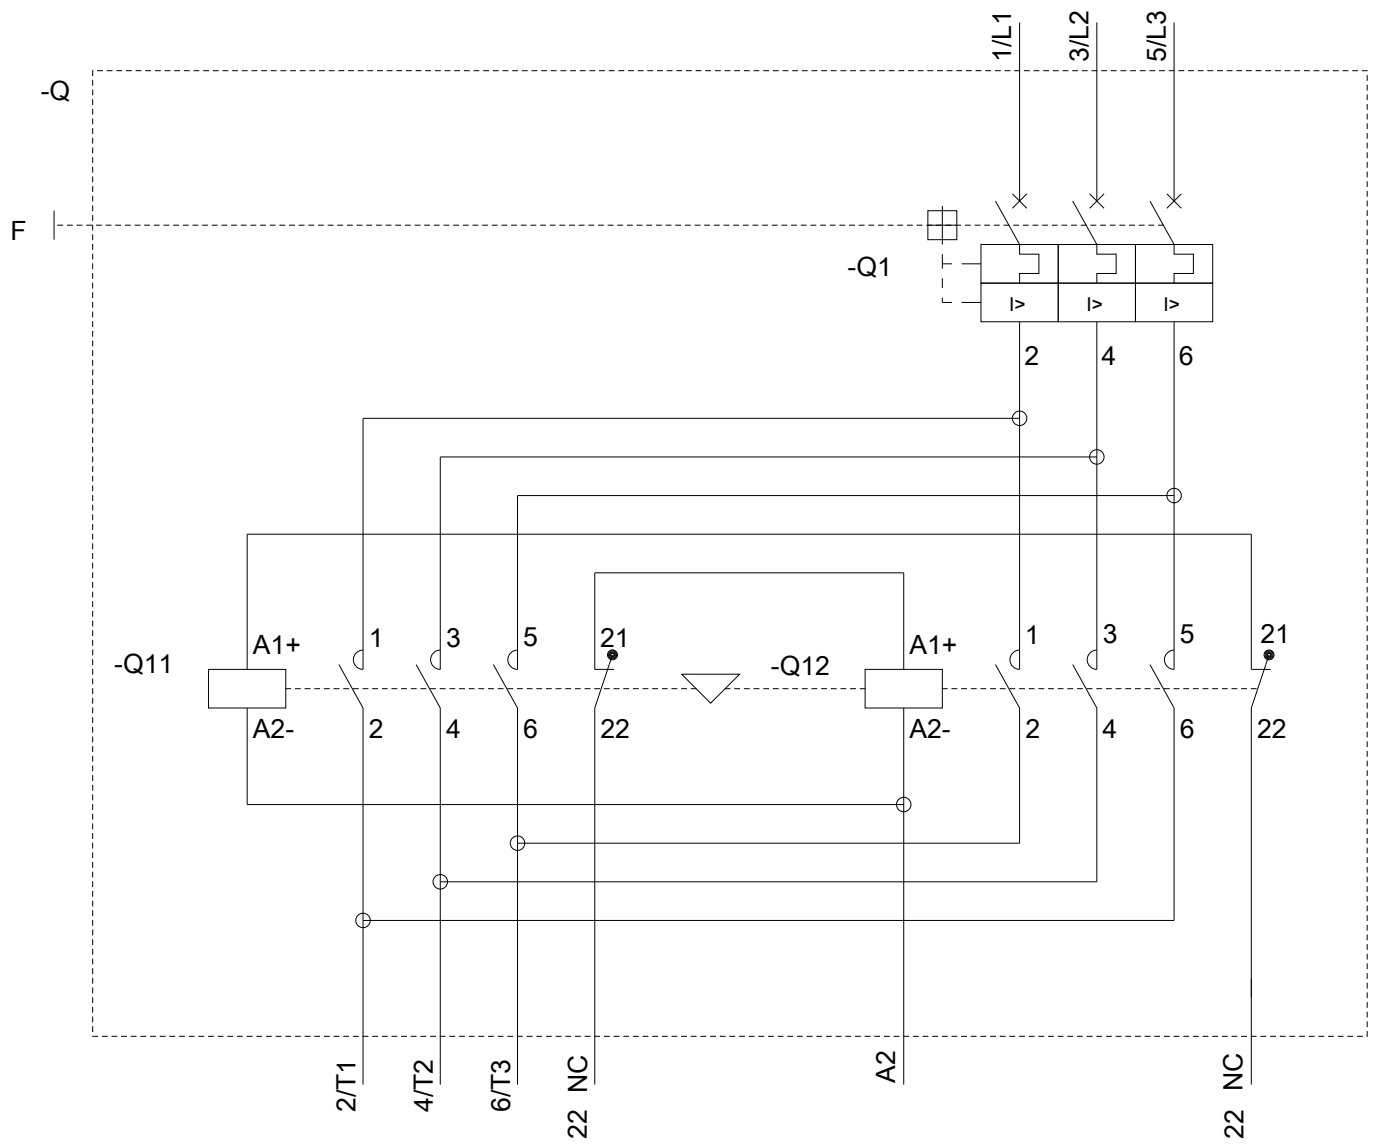 1/L1 3/L2 5/L3
-Q
F
-Q1
I> I> I>
2 4 6
-Q11 A1+ 1 3 5 21 -Q12 A1+ 1 3 5 21
A2- 2 4 6 22 A2- 2 4 6 22
2/T1 4/T2 6/T3 22 NC A2 22 NC